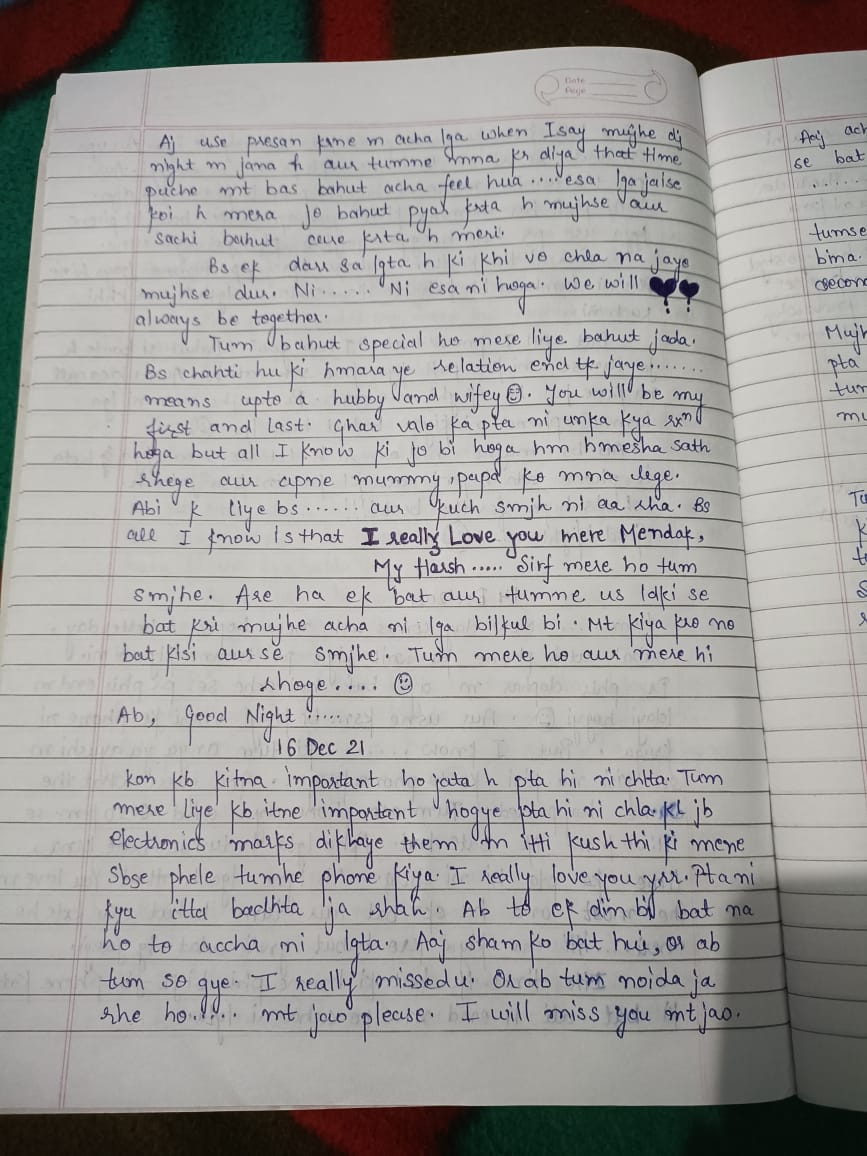 Date
Page
Aj use presan krne m acha lga when I say mujhe dj
night m jana h aur tumne mna kr diya that time
puche mt bas bahut acha feel hua....esa lga jaise
koi h mera jo bahut pyar krta h mujhse aur
sachi bahut care krta h meri.
Bs ek darr sa lgta h ki khi vo chla na jaye
mujhse dur. Ni..... Ni esa ni hoga. We will
always be together.
Tum bahut special ho mere liye bahut jada.
Bs chahti hu ki hmara ye relation end tk jaye.......
means upto a hubby and wifey☺. You will be my
first and last. Ghar valo ka pta ni unka kya rxn
hoga but all I know ki jo bi hoga hm hmesha sath
rhege aur apne mummy, papa ko mna lege.
Abi k liye bs...... aur kuch smjh ni aa rha. Bs
all I know is that I really Love you mere Mendak,
My Harsh..... Sirf mere ho tum
smjhe. Are ha ek bat aur tumne us ldki se
bat kri mujhe acha ni lga bilkul bi. Mt kiya kro no
bat kisi aur se smjhe. Tum mere ho aur mere hi
rhoge.... ☺
Ab, Good Night.....
16 Dec 21
Kon kb kitna important ho jata h pta hi ni chlta. Tum
mere liye kb itne important hogye pta hi ni chla. kl jb
electronics marks dikhaye them m itti kush thi ki mene
Sbse phele tumhe phone kiya. I really love you yrr. Pta ni
kyu itta badhta ja rhah. Ab to ek din bi bat na
ho to accha ni lgta. Aaj sham ko bat hui, or ab
tum so gye. I really missed u. Or ab tum noida ja
rhe ho..... mt jao please. I will miss you mt jao.
Aaj ach
se bat
......
tumse
bina.
Mujh
pta
tum
mu